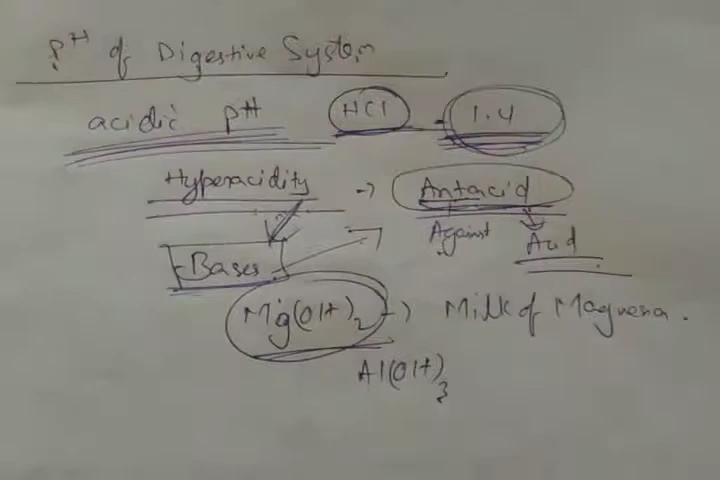 pH of Digestive System
acidic pH HCl - 1.4
Hyperacidity → Antacid
Against Acid
- Bases
Mg(OH)2 → Milk of Magnesia.
Al(OH)3